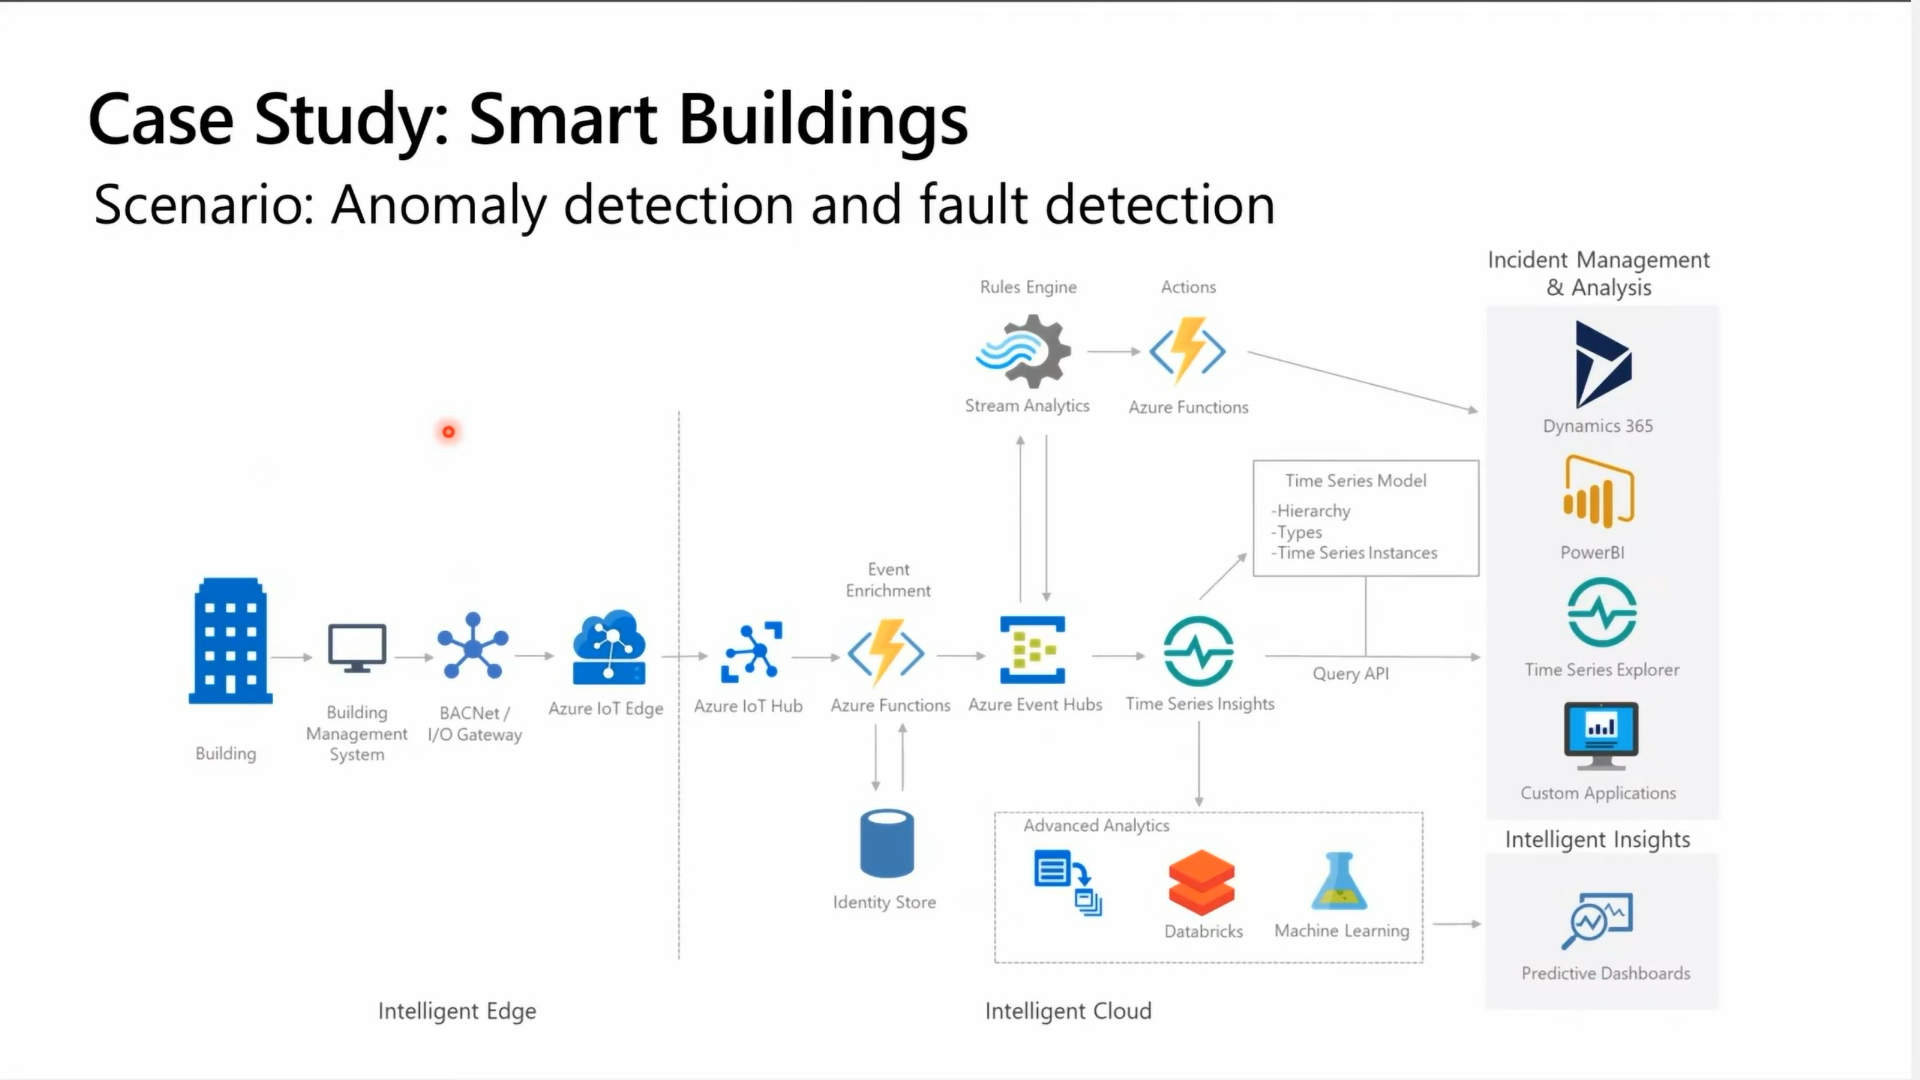 Case Study: Smart Buildings
Scenario: Anomaly detection and fault detection
Incident Management
& Analysis
Rules Engine
Actions
Stream Analytics
Azure Functions
Dynamics 365
Time Series Model
-Hierarchy
-Types
-Time Series Instances
PowerBI
Event
Enrichment
Building
Building
Management
System
BACNet /
I/O Gateway
Azure IoT Edge
Azure IoT Hub
Azure Functions
Azure Event Hubs
Time Series Insights
Query API
Time Series Explorer
Custom Applications
Identity Store
Advanced Analytics
Databricks
Machine Learning
Intelligent Insights
Predictive Dashboards
Intelligent Edge
Intelligent Cloud